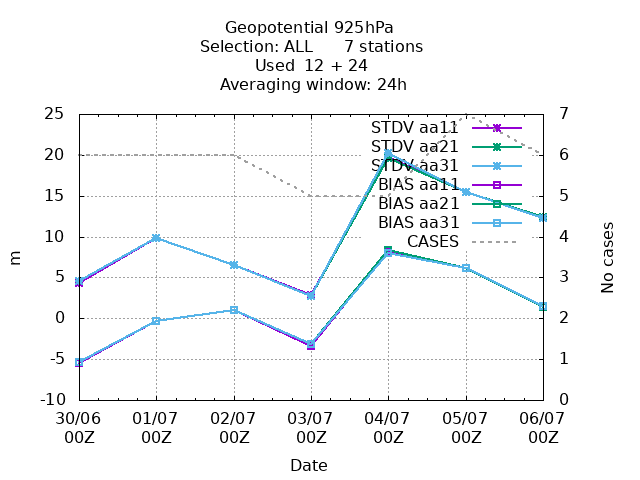 Geopotential 925hPa
Selection: ALL      7 stations
Used  12 + 24
Averaging window: 24h
25
20
15
10
5
0
-5
-10
m
7
6
5
4
3
2
1
0
No cases
STDV aa11
STDV aa21
STDV aa31
BIAS aa11
BIAS aa21
BIAS aa31
CASES
30/06 01/07 02/07 03/07 04/07 05/07 06/07
00Z 00Z 00Z 00Z 00Z 00Z 00Z
Date